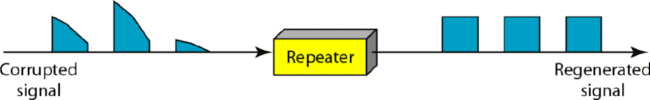 Repeater
Corrupted
signal
Regenerated
signal